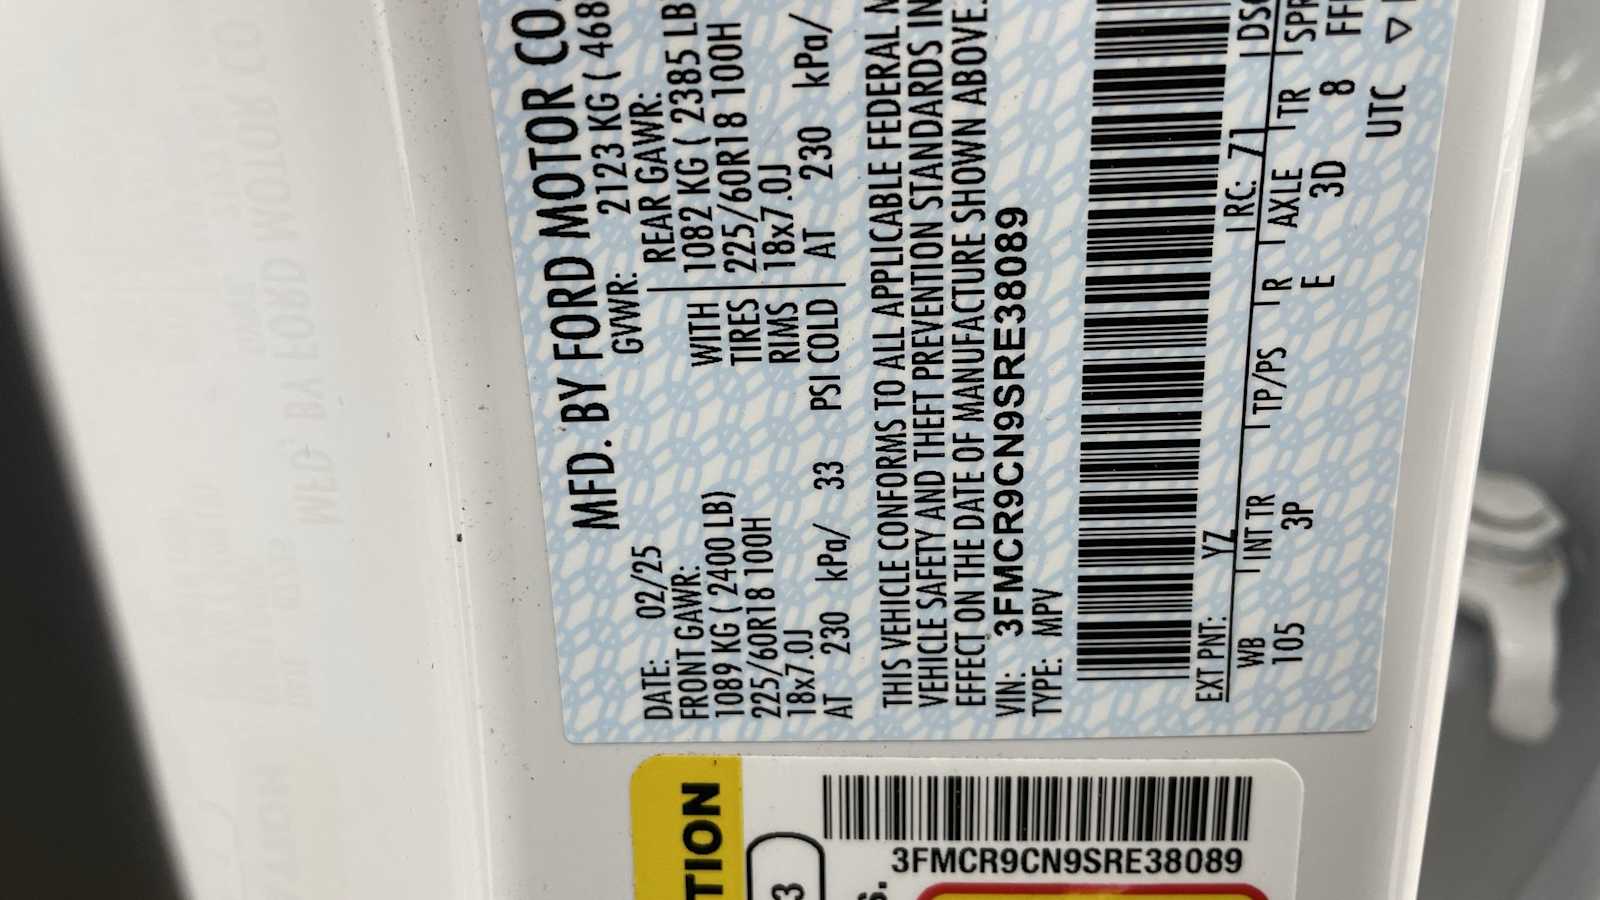 MFD. BY FORD MOTOR CO.
DATE: 02/25
GVWR: 2123 KG ( 468
FRONT GAWR:
REAR GAWR:
1089 KG ( 2400 LB)
WITH
1082 KG ( 2385 LB
225/60R18 100H
TIRES
225/60R18 100H
18x7.0J
RIMS
18x7.0J
AT 230 kPa/ 33 PSI COLD
AT 230 kPa/
THIS VEHICLE CONFORMS TO ALL APPLICABLE FEDERAL M
VEHICLE SAFETY AND THEFT PREVENTION STANDARDS IN
EFFECT ON THE DATE OF MANUFACTURE SHOWN ABOVE.
VIN: 3FMCR9CN9SRE38089
TYPE: MPV
EXT PNT: YZ RC: 71 DSO
WB INT TR TP/PS R AXLE TR SPR
105 3P E 3D 8 FF
UTC
TION
3
S.
3FMCR9CN9SRE38089